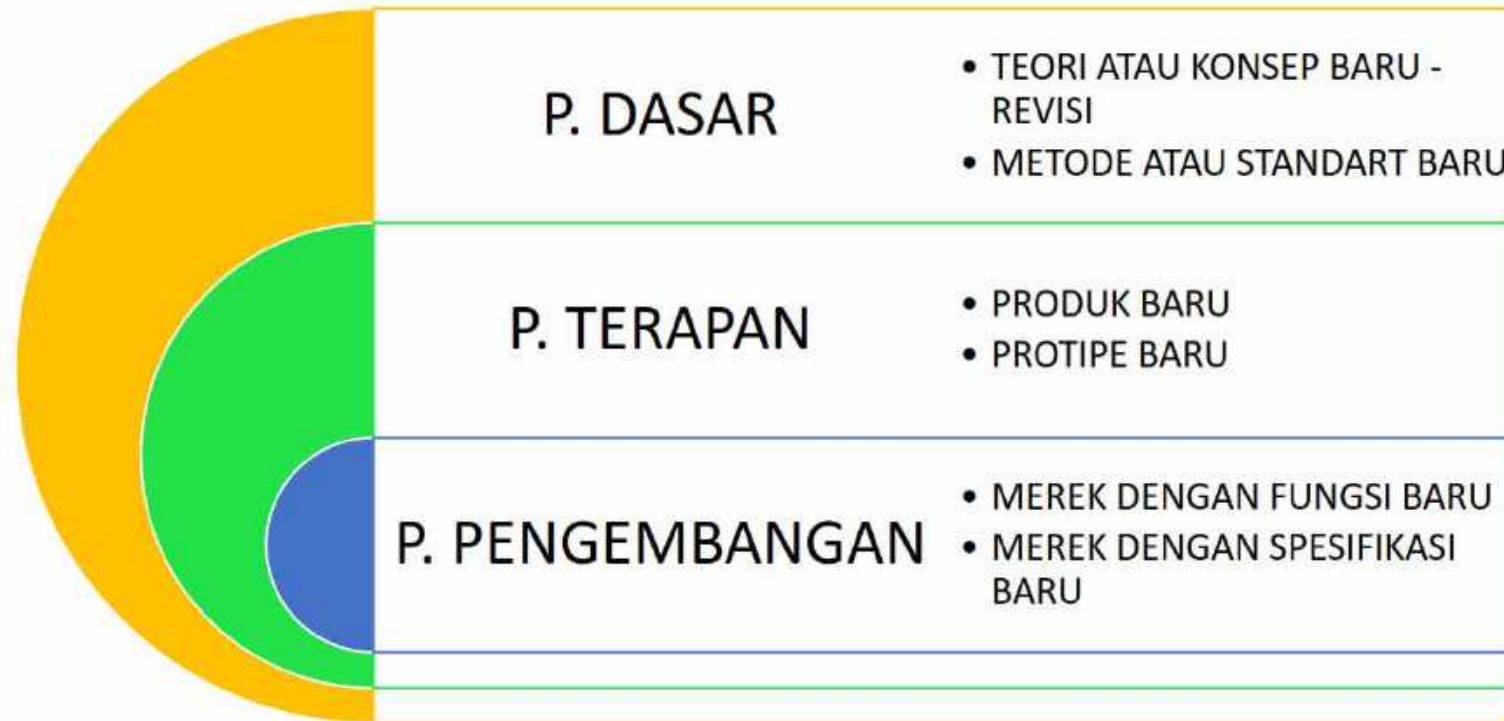 P. DASAR
• TEORI ATAU KONSEP BARU -
REVISI
• METODE ATAU STANDART BARU
P. TERAPAN
• PRODUK BARU
• PROTIPE BARU
P. PENGEMBANGAN
• MEREK DENGAN FUNGSI BARU
• MEREK DENGAN SPESIFIKASI
BARU